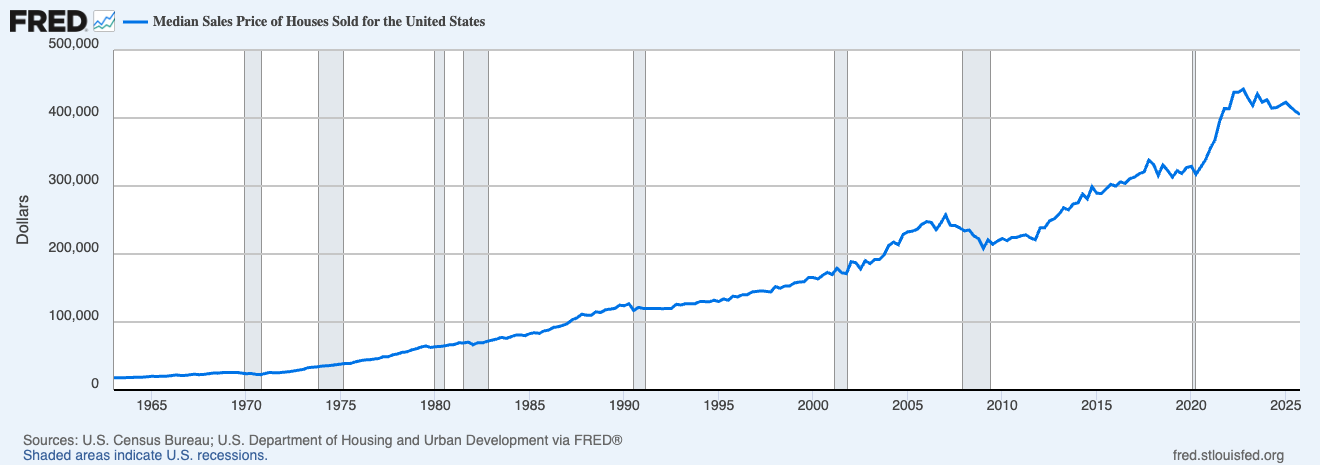 FRED Median Sales Price of Houses Sold for the United States
500,000
400,000
300,000
200,000
100,000
0
Dollars
1965 1970 1975 1980 1985 1990 1995 2000 2005 2010 2015 2020 2025
Sources: U.S. Census Bureau; U.S. Department of Housing and Urban Development via FRED®
Shaded areas indicate U.S. recessions. fred.stlouisfed.org